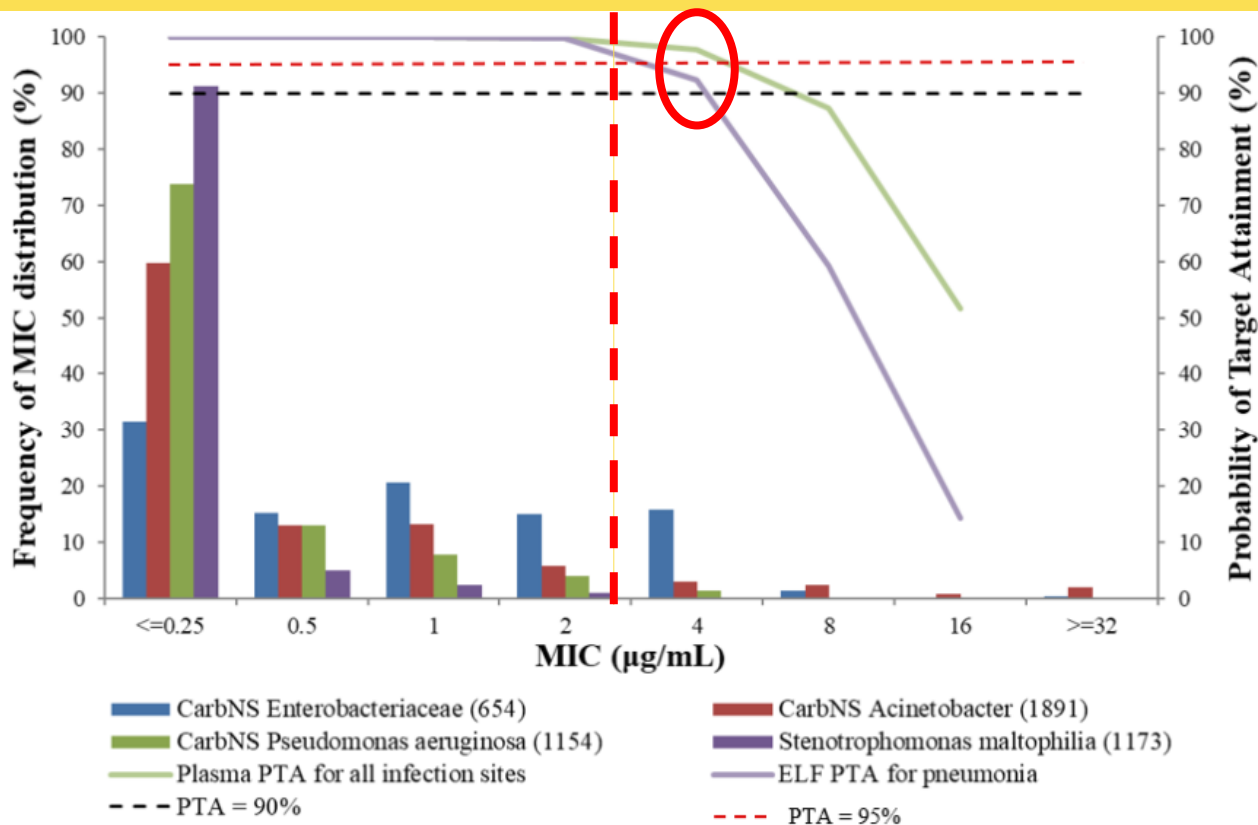 Frequency of MIC distribution (%)
100
90
80
70
60
50
40
30
20
10
0
<=0.25
0.5
1
2
4
8
16
>=32
MIC (µg/mL)
100
90
80
70
60
50
40
30
20
10
0
Probability of Target Attainment (%)
CarbNS Enterobacteriaceae (654)
CarbNS Acinetobacter (1891)
CarbNS Pseudomonas aeruginosa (1154)
Stenotrophomonas maltophilia (1173)
Plasma PTA for all infection sites
ELF PTA for pneumonia
PTA = 90%
PTA = 95%